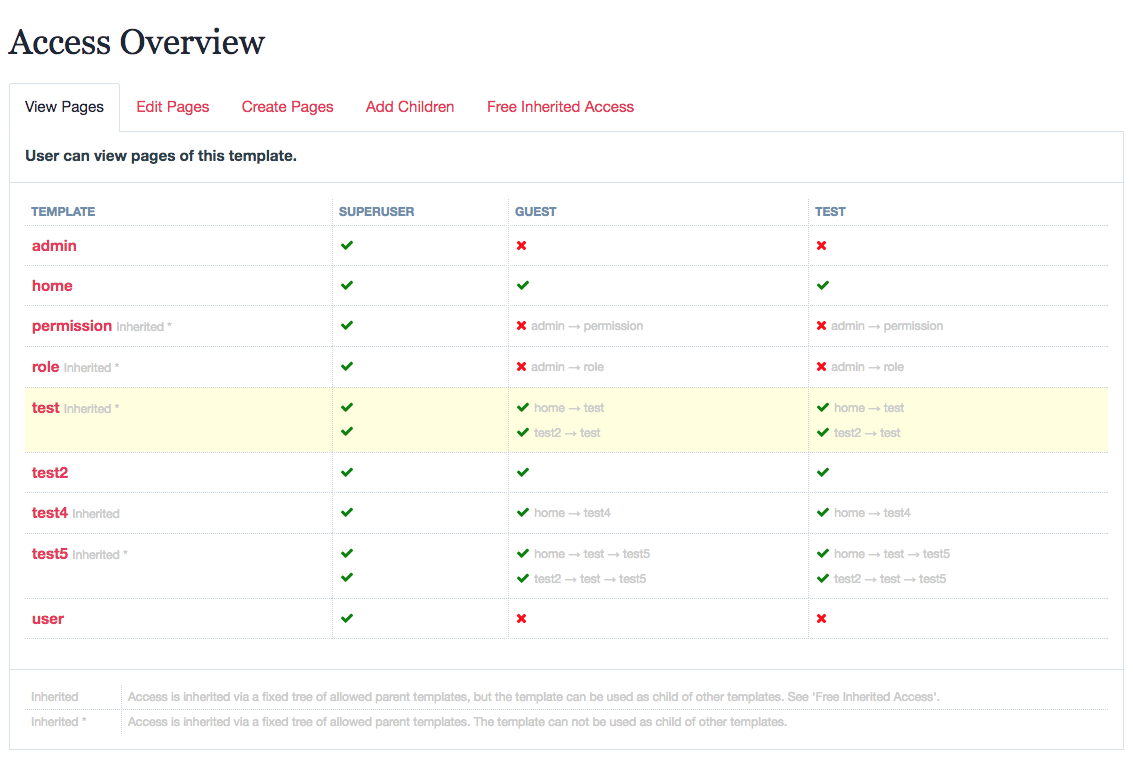 Access Overview
View Pages Edit Pages Create Pages Add Children Free Inherited Access
User can view pages of this template.
TEMPLATE SUPERUSER GUEST TEST
admin ✔ ✖ ✖
home ✔ ✔ ✔
permission Inherited * ✔ ✖ admin → permission ✖ admin → permission
role Inherited * ✔ ✖ admin → role ✖ admin → role
test Inherited * ✔ ✔ home → test ✔ home → test
✔ ✔ test2 → test ✔ test2 → test
test2 ✔ ✔ ✔
test4 Inherited ✔ ✔ home → test4 ✔ home → test4
test5 Inherited * ✔ ✔ home → test → test5 ✔ home → test → test5
✔ ✔ test2 → test → test5 ✔ test2 → test → test5
user ✔ ✖ ✖
Inherited Access is inherited via a fixed tree of allowed parent templates, but the template can be used as child of other templates. See 'Free Inherited Access'.
Inherited * Access is inherited via a fixed tree of allowed parent templates. The template can not be used as child of other templates.